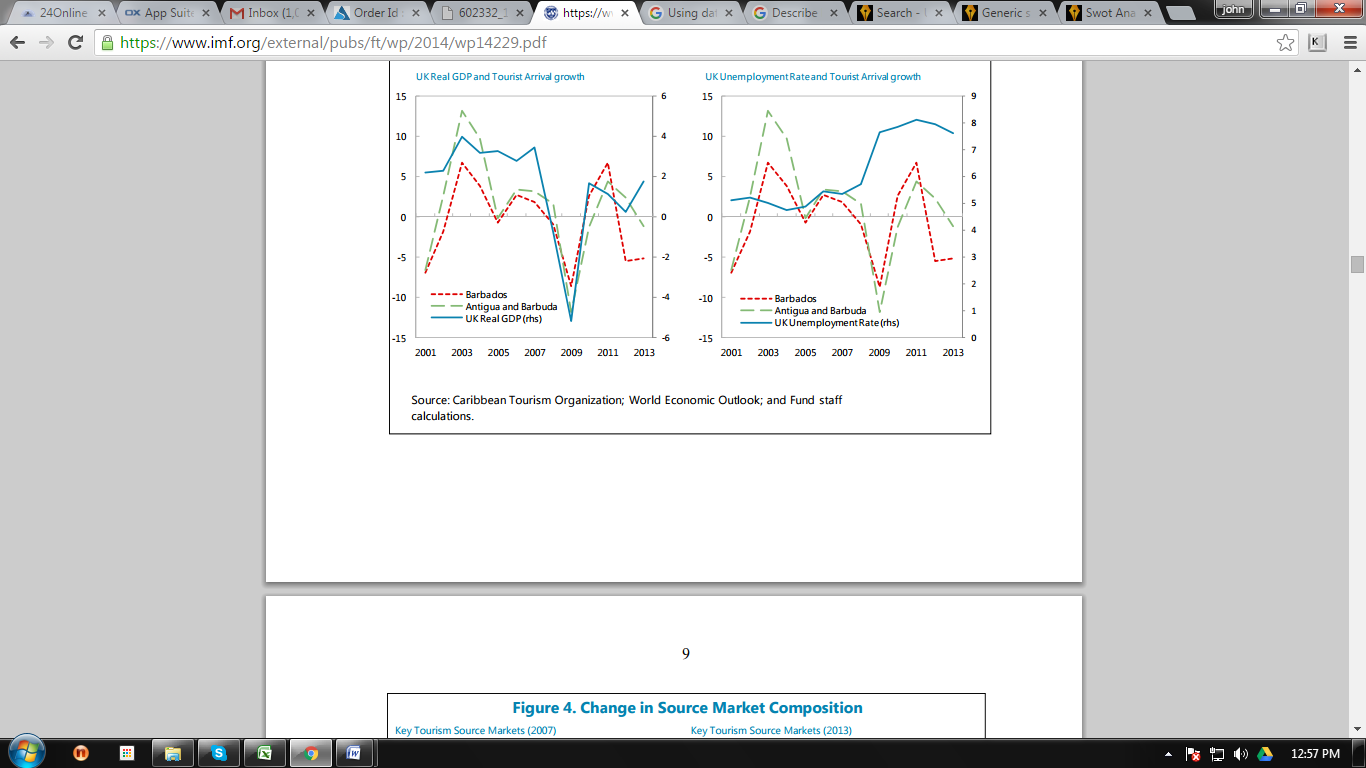 24Online
App Suite
Inbox (1,0
Order Id
602332_1
https://w
Using dat
Describe
Search -
Generic s
Swot Ana
john
https://www.imf.org/external/pubs/ft/wp/2014/wp14229.pdf
UK Real GDP and Tourist Arrival growth
15
10
5
0
-5
-10
-15
6
4
2
0
-2
-4
-6
Barbados
Antigua and Barbuda
UK Real GDP (rhs)
2001 2003 2005 2007 2009 2011 2013
UK Unemployment Rate and Tourist Arrival growth
15
10
5
0
-5
-10
-15
9
8
7
6
5
4
3
2
1
0
Barbados
Antigua and Barbuda
UK Unemployment Rate (rhs)
2001 2003 2005 2007 2009 2011 2013
Source: Caribbean Tourism Organization; World Economic Outlook; and Fund staff
calculations.
9
Figure 4. Change in Source Market Composition
Key Tourism Source Markets (2007)
Key Tourism Source Markets (2013)
12:57 PM